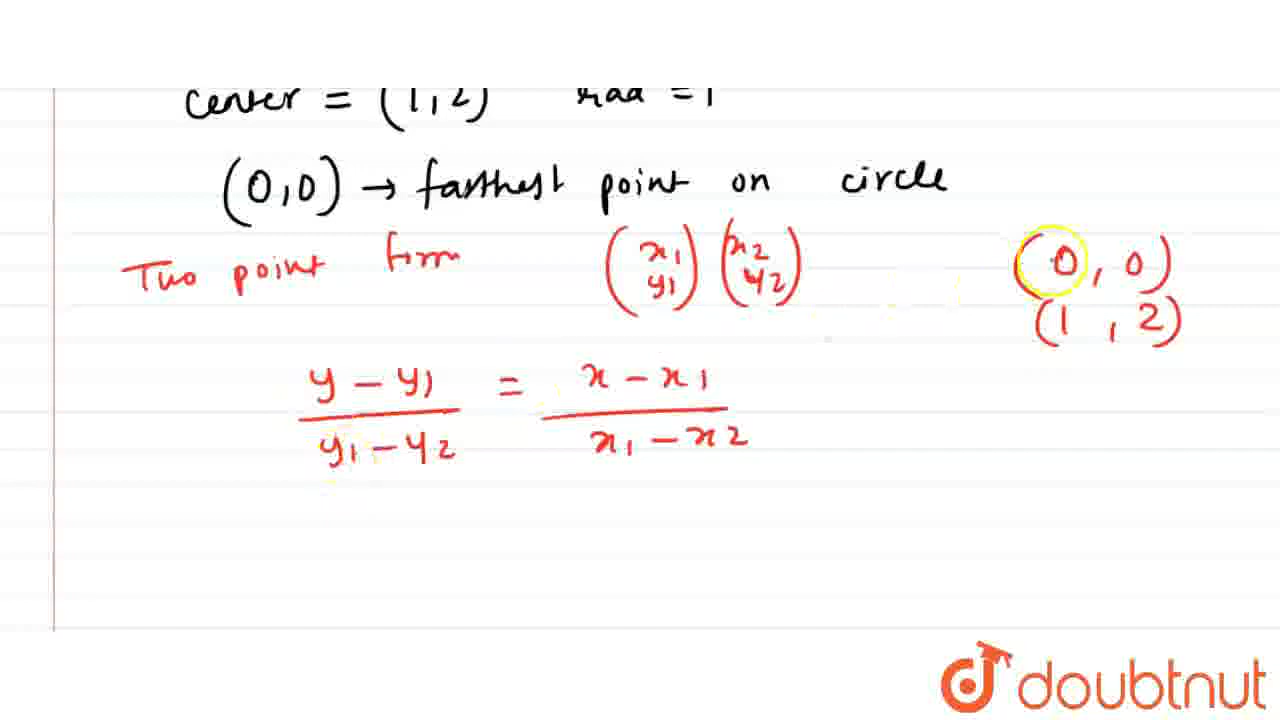 center = (1,2) rad = 1
(0,0) → farthest point on circle
Two point form (x1 y1) (x2 y2) (0, 0)
(1, 2)
y - y1 / y1 - y2 = x - x1 / x1 - x2
doubtnut